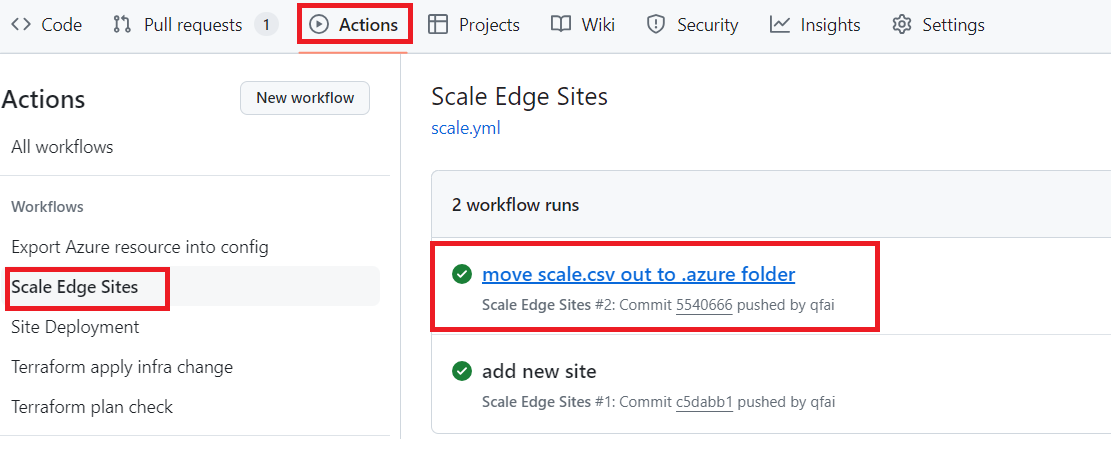 Code Pull requests 1 Actions Projects Wiki Security Insights Settings
Actions New workflow
All workflows
Workflows
Export Azure resource into config
Scale Edge Sites
Site Deployment
Terraform apply infra change
Terraform plan check
Scale Edge Sites
scale.yml
2 workflow runs
move scale.csv out to .azure folder
Scale Edge Sites #2: Commit 5540666 pushed by qfai
add new site
Scale Edge Sites #1: Commit c5dabb1 pushed by qfai